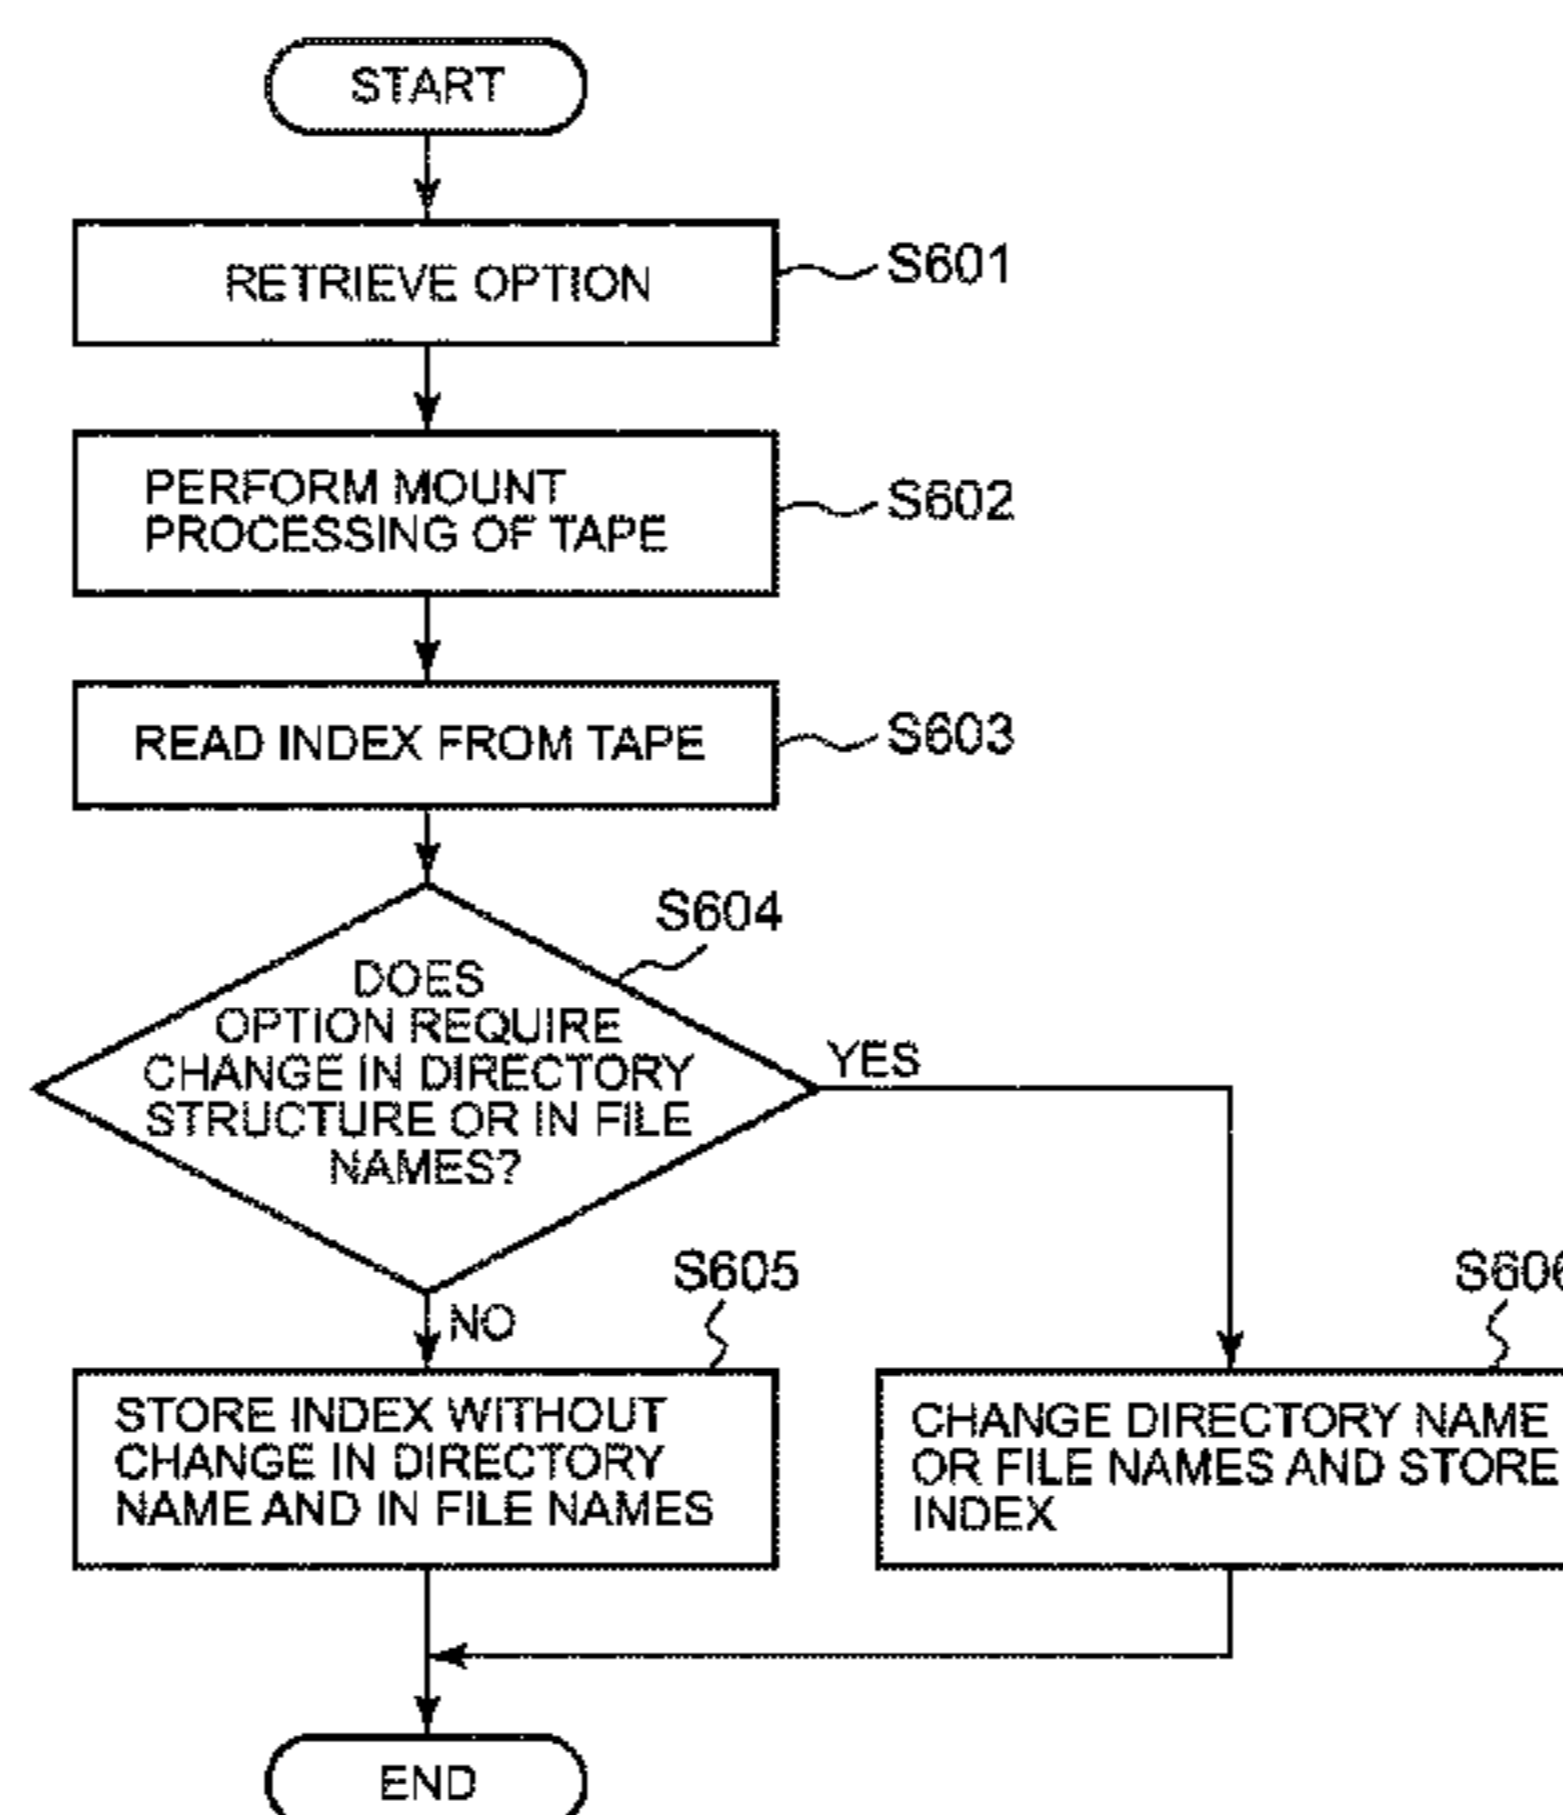 START
RETRIEVE OPTION
S601
PERFORM MOUNT
PROCESSING OF TAPE
S602
READ INDEX FROM TAPE
S603
S604
DOES
OPTION REQUIRE
CHANGE IN DIRECTORY
STRUCTURE OR IN FILE
NAMES?
YES
NO
S605
STORE INDEX WITHOUT
CHANGE IN DIRECTORY
NAME AND IN FILE NAMES
S606
CHANGE DIRECTORY NAME
OR FILE NAMES AND STORE
INDEX
END